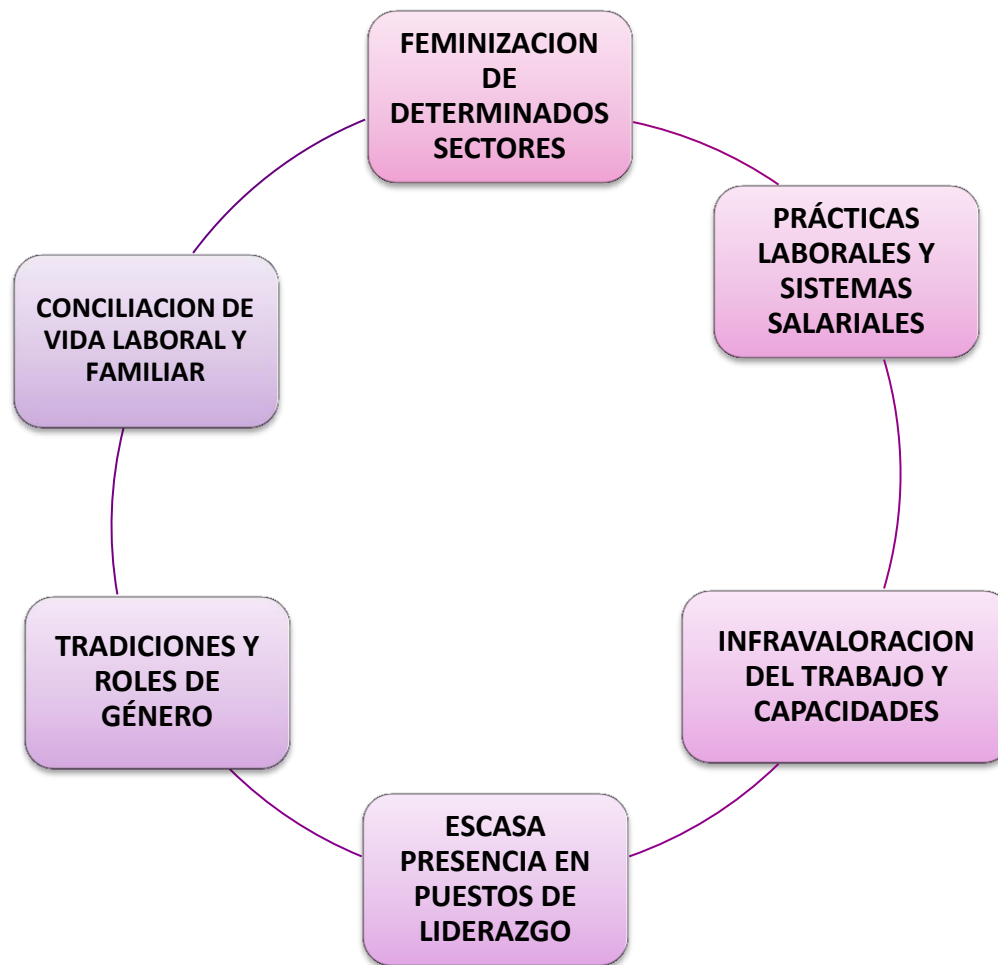 FEMINIZACION
DE
DETERMINADOS
SECTORES
PRÁCTICAS
LABORALES Y
SISTEMAS
SALARIALES
INFRAVALORACION
DEL TRABAJO Y
CAPACIDADES
ESCASA
PRESENCIA EN
PUESTOS DE
LIDERAZGO
TRADICIONES Y
ROLES DE
GÉNERO
CONCILIACION DE
VIDA LABORAL Y
FAMILIAR